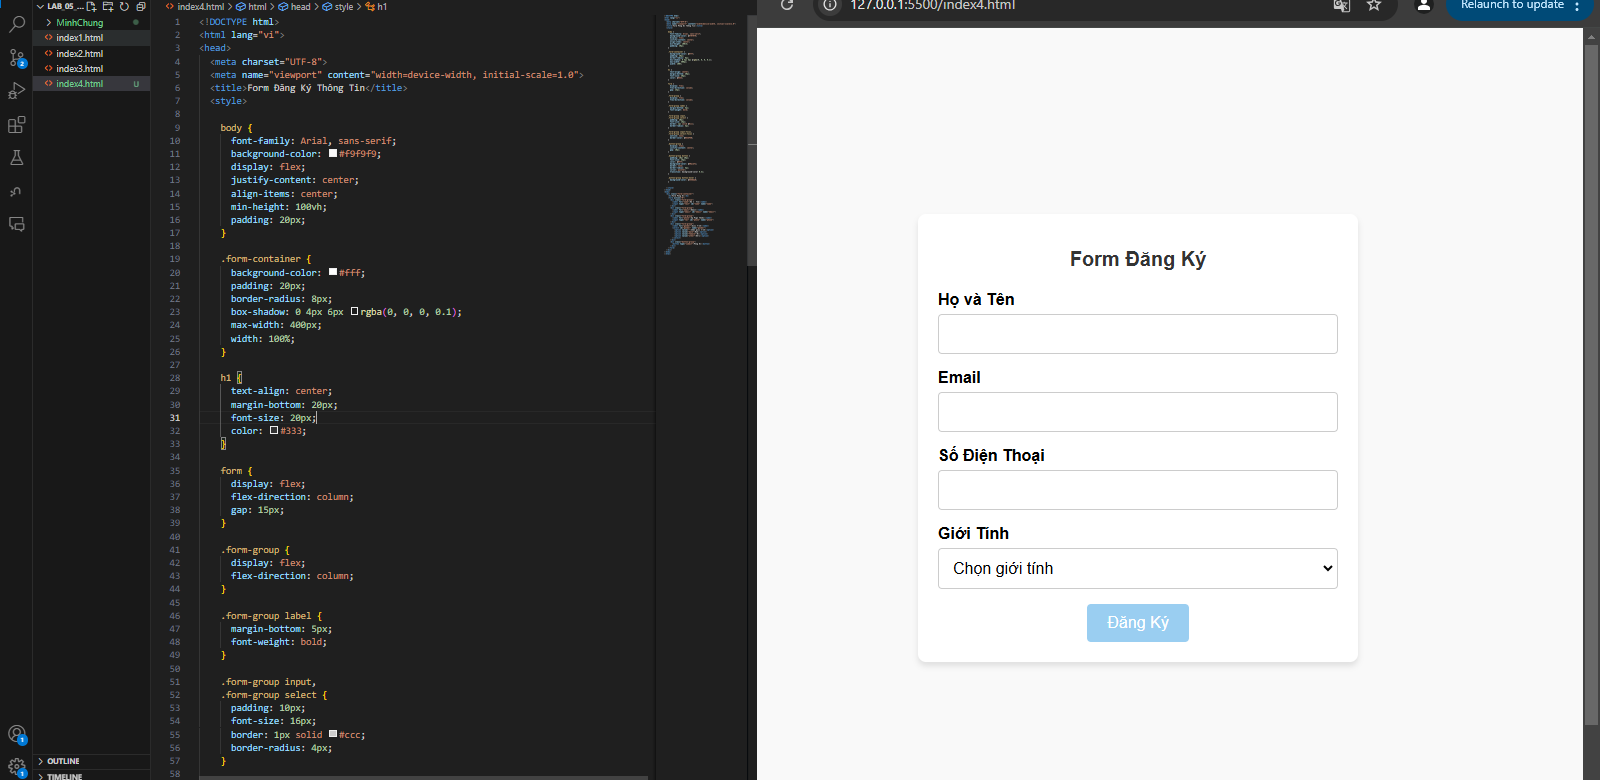 LAB_05_...
MinhChung
index1.html
index2.html
index3.html
index4.html U
OUTLINE
TIMELINE
2
1
1
index4.html > html > head > style > h1
1 <!DOCTYPE html>
2 <html lang="vi">
3 <head>
4 <meta charset="UTF-8">
5 <meta name="viewport" content="width=device-width, initial-scale=1.0">
6 <title>Form Đăng Ký Thông Tin</title>
7 <style>
8
9 body {
10 font-family: Arial, sans-serif;
11 background-color: #f9f9f9;
12 display: flex;
13 justify-content: center;
14 align-items: center;
15 min-height: 100vh;
16 padding: 20px;
17 }
18
19 .form-container {
20 background-color: #fff;
21 padding: 20px;
22 border-radius: 8px;
23 box-shadow: 0 4px 6px rgba(0, 0, 0, 0.1);
24 max-width: 400px;
25 width: 100%;
26 }
27
28 h1 {
29 text-align: center;
30 margin-bottom: 20px;
31 font-size: 20px;
32 color: #333;
33 }
34
35 form {
36 display: flex;
37 flex-direction: column;
38 gap: 15px;
39 }
40
41 .form-group {
42 display: flex;
43 flex-direction: column;
44 }
45
46 .form-group label {
47 margin-bottom: 5px;
48 font-weight: bold;
49 }
50
51 .form-group input,
52 .form-group select {
53 padding: 10px;
54 font-size: 16px;
55 border: 1px solid #ccc;
56 border-radius: 4px;
57 }
58
127.0.0.1:5500/index4.html
Relaunch to update
Form Đăng Ký
Họ và Tên
Email
Số Điện Thoại
Giới Tính
Chọn giới tính
Đăng Ký